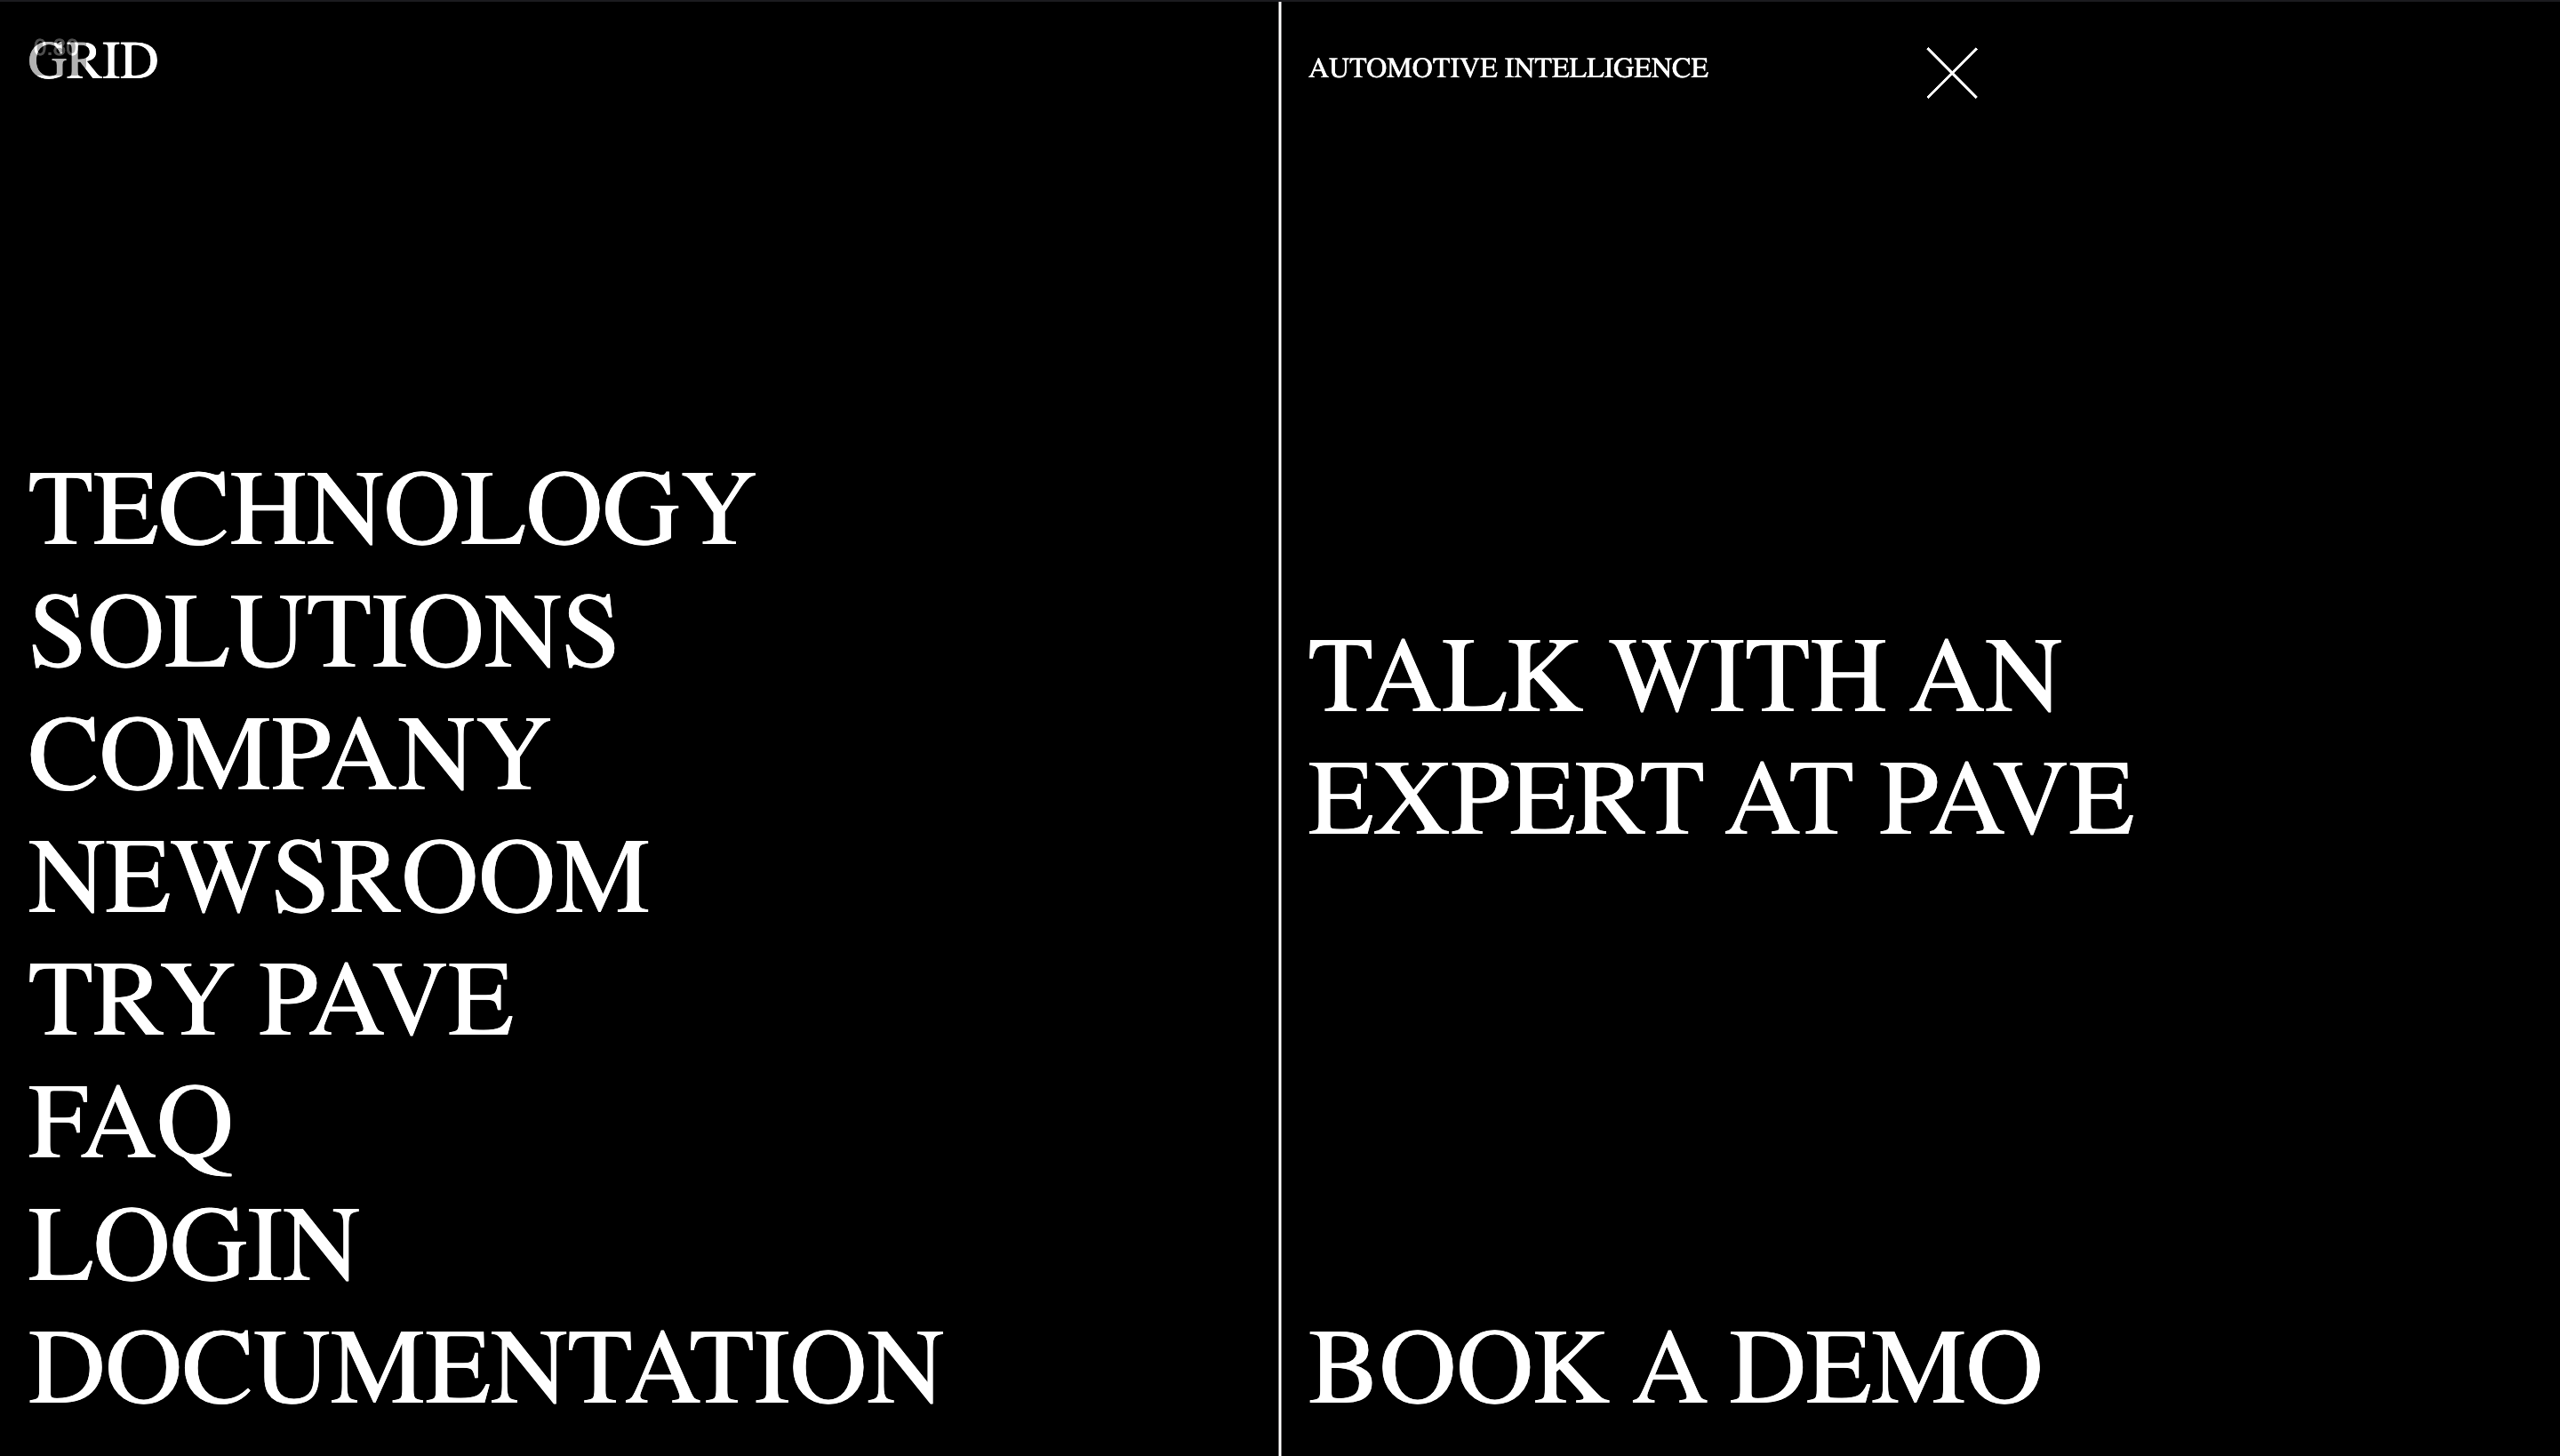 GRID
AUTOMOTIVE INTELLIGENCE
TECHNOLOGY
SOLUTIONS
COMPANY
NEWSROOM
TRY PAVE
FAQ
LOGIN
DOCUMENTATION
TALK WITH AN
EXPERT AT PAVE
BOOK A DEMO